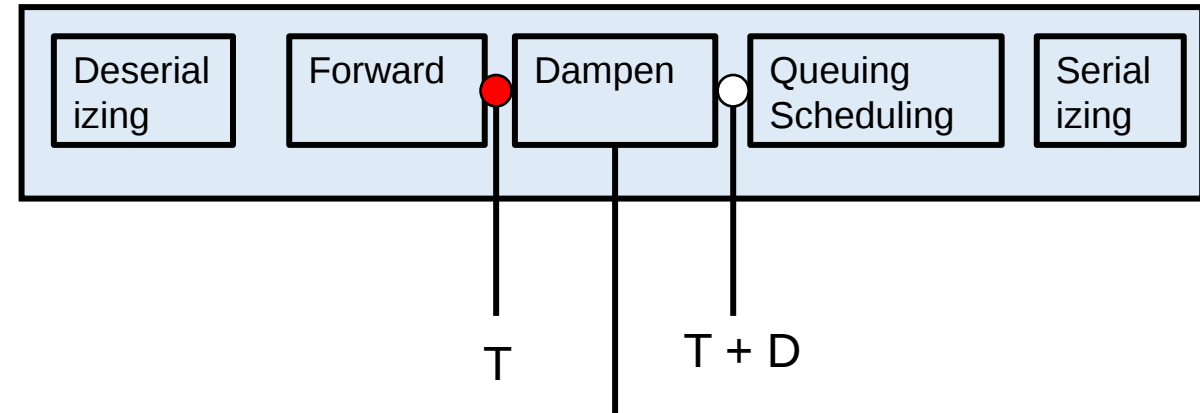 Deserial
izing
Forward
Dampen
Queuing
Scheduling
Serial
izing
T
T + D